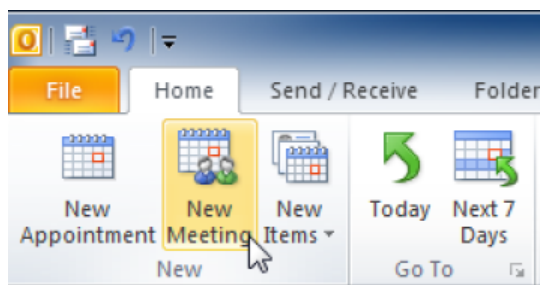 File Home Send / Receive Folder
New Appointment New Meeting New Items Today Next 7 Days
New Go To